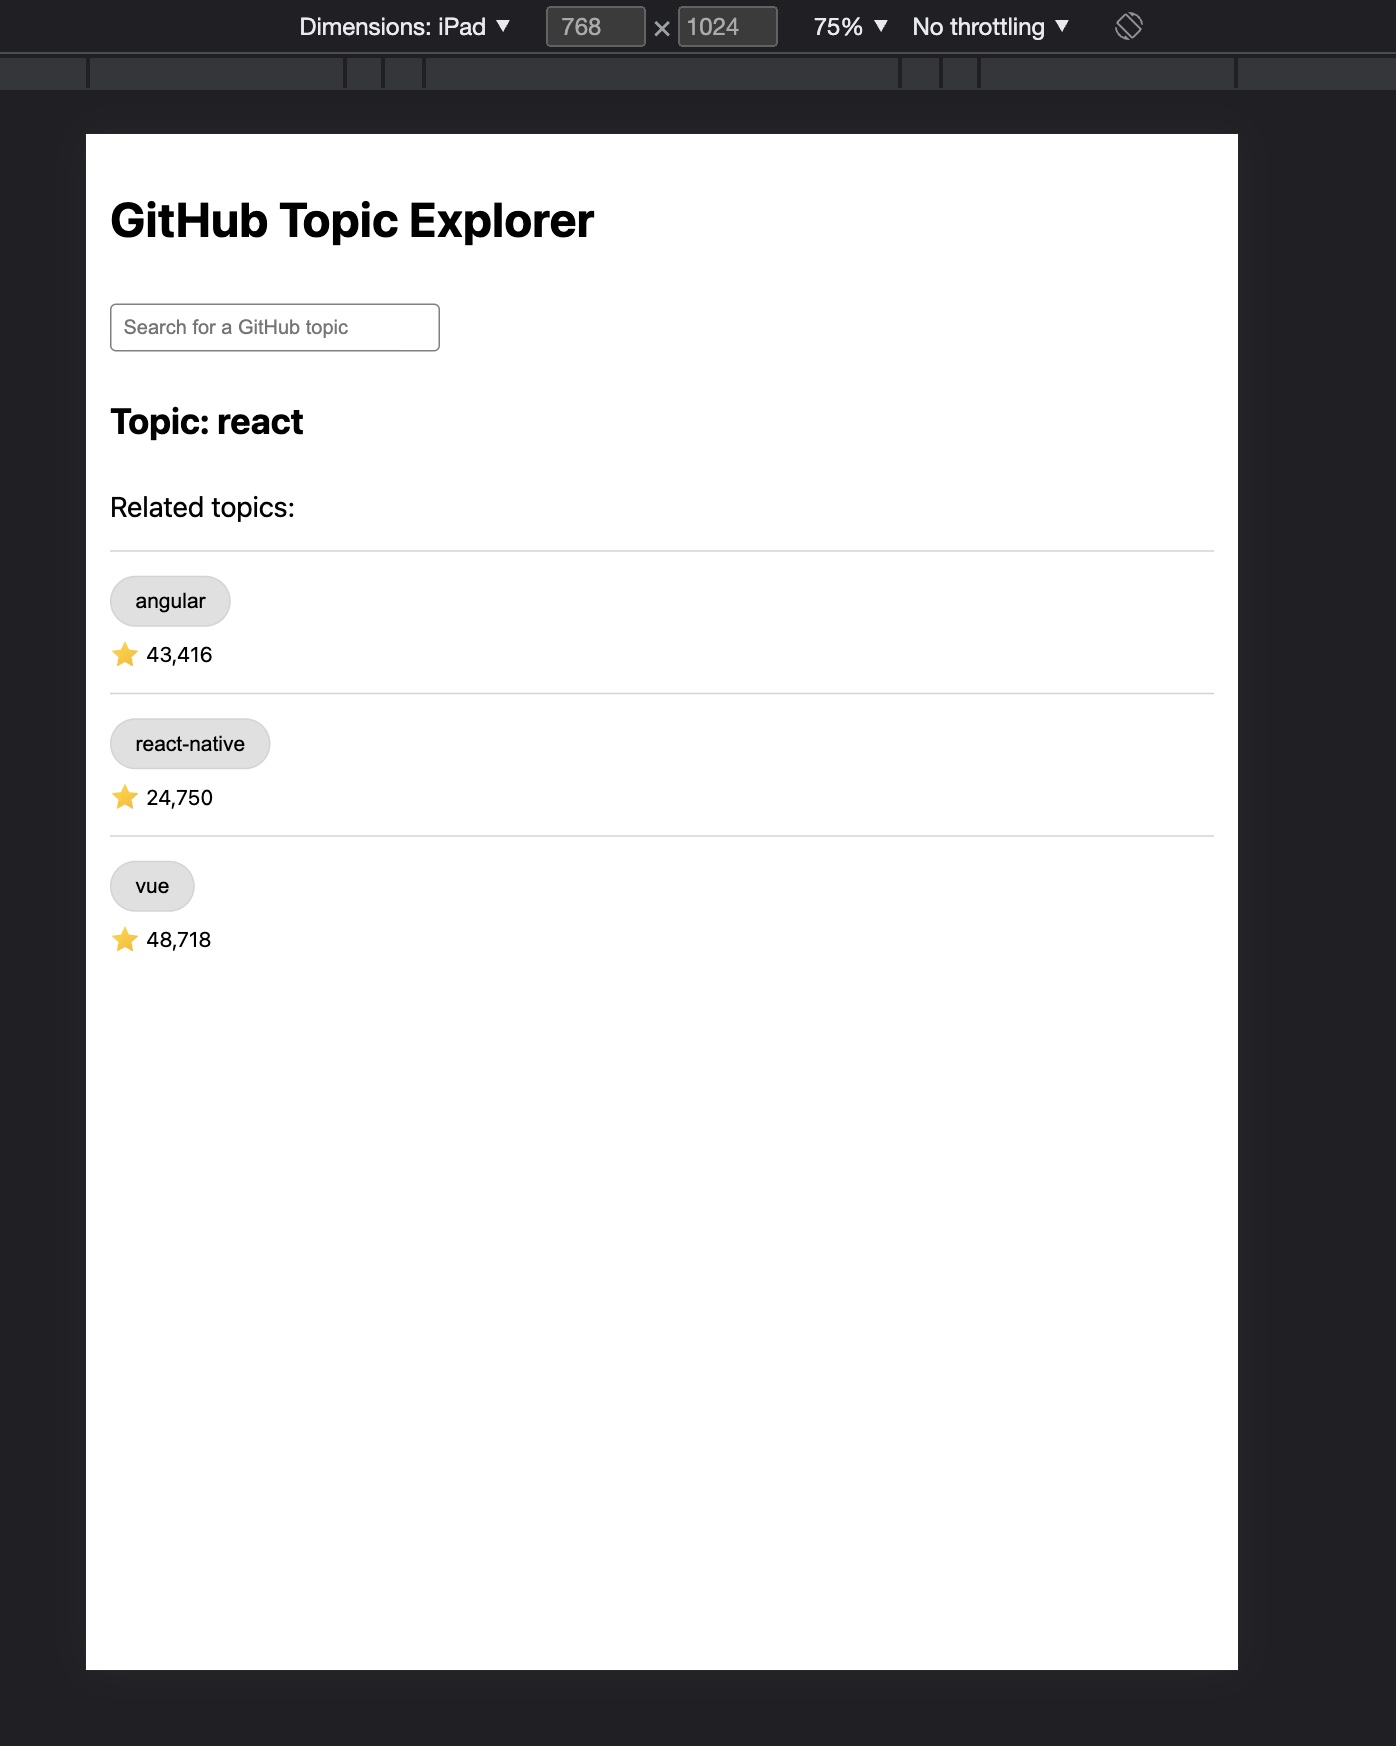 Dimensions: iPad ▼ 768 × 1024 75% ▼ No throttling ▼
GitHub Topic Explorer
Search for a GitHub topic
Topic: react
Related topics:
angular
⭐ 43,416
react-native
⭐ 24,750
vue
⭐ 48,718